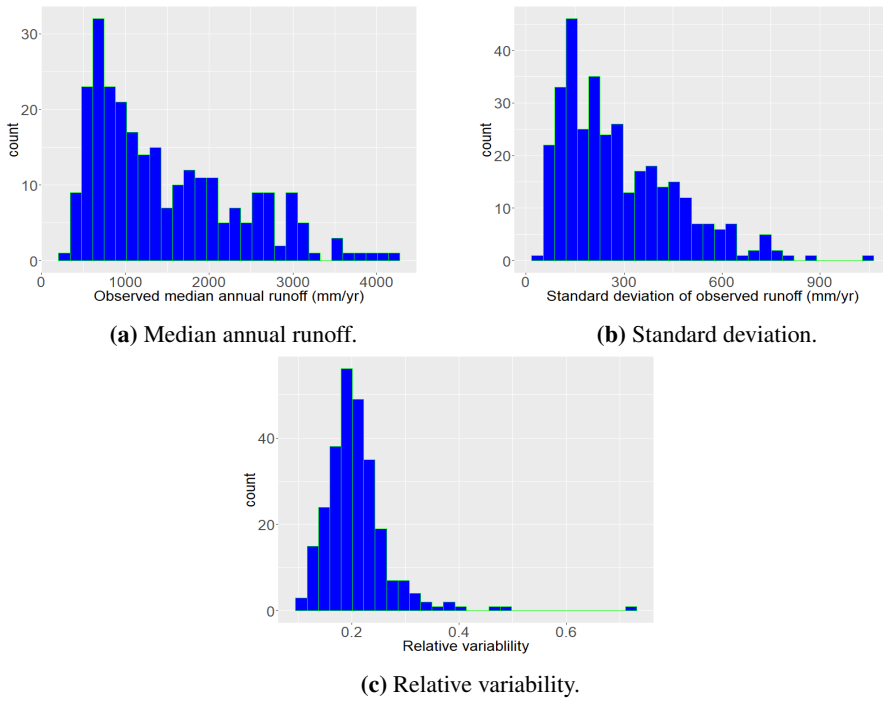 30
20
10
0
count
0 1000 2000 3000 4000
Observed median annual runoff (mm/yr)
(a) Median annual runoff.
40
30
20
10
0
count
0 300 600 900
Standard deviation of observed runoff (mm/yr)
(b) Standard deviation.
40
20
0
count
0.2 0.4 0.6
Relative variablility
(c) Relative variability.